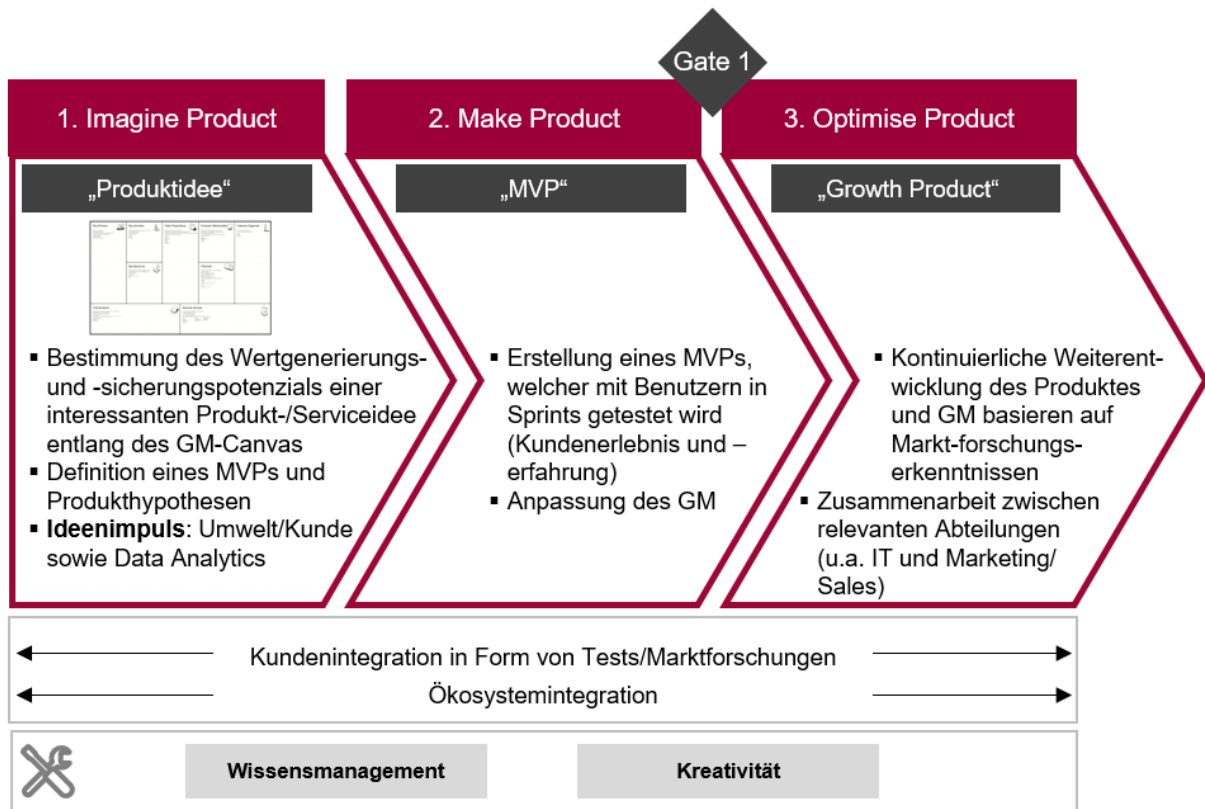 Gate 1
1. Imagine Product
2. Make Product
3. Optimise Product
„Produktidee“
„MVP“
„Growth Product“
▪ Bestimmung des Wertgenerierungs-
und -sicherungspotenzials einer
interessanten Produkt-/Serviceidee
entlang des GM-Canvas
▪ Definition eines MVPs und
Produkthypothesen
▪ Ideenimpuls: Umwelt/Kunde
sowie Data Analytics
▪ Erstellung eines MVPs,
welcher mit Benutzern in
Sprints getestet wird
(Kundenerlebnis und –
erfahrung)
▪ Anpassung des GM
▪ Kontinuierliche Weiterent-
wicklung des Produktes
und GM basieren auf
Markt-forschungs-
erkenntnissen
▪ Zusammenarbeit zwischen
relevanten Abteilungen
(u.a. IT und Marketing/
Sales)
Kundenintegration in Form von Tests/Marktforschungen
Ökosystemintegration
Wissensmanagement
Kreativität